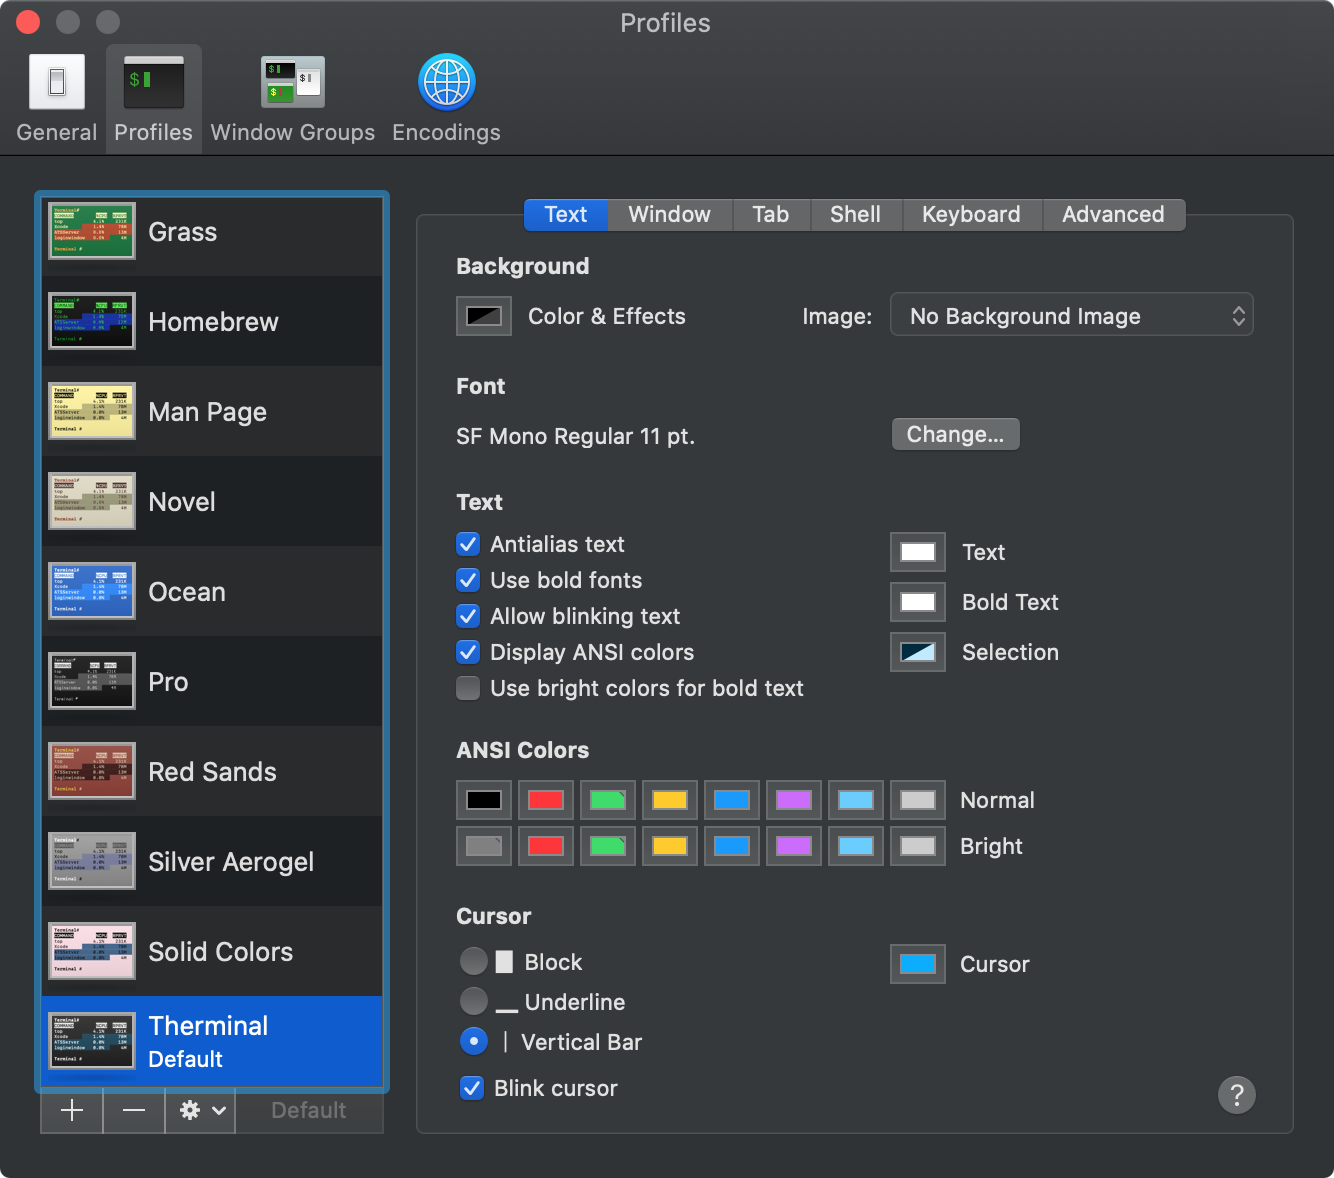 Profiles
General
Profiles
Window Groups
Encodings
Grass
Homebrew
Man Page
Novel
Ocean
Pro
Red Sands
Silver Aerogel
Solid Colors
Therminal
Default
Default
Text
Window
Tab
Shell
Keyboard
Advanced
Background
Color & Effects
Image:
No Background Image
Font
SF Mono Regular 11 pt.
Change...
Text
Antialias text
Use bold fonts
Allow blinking text
Display ANSI colors
Use bright colors for bold text
Text
Bold Text
Selection
ANSI Colors
Normal
Bright
Cursor
Block
Underline
Vertical Bar
Blink cursor
Cursor
?